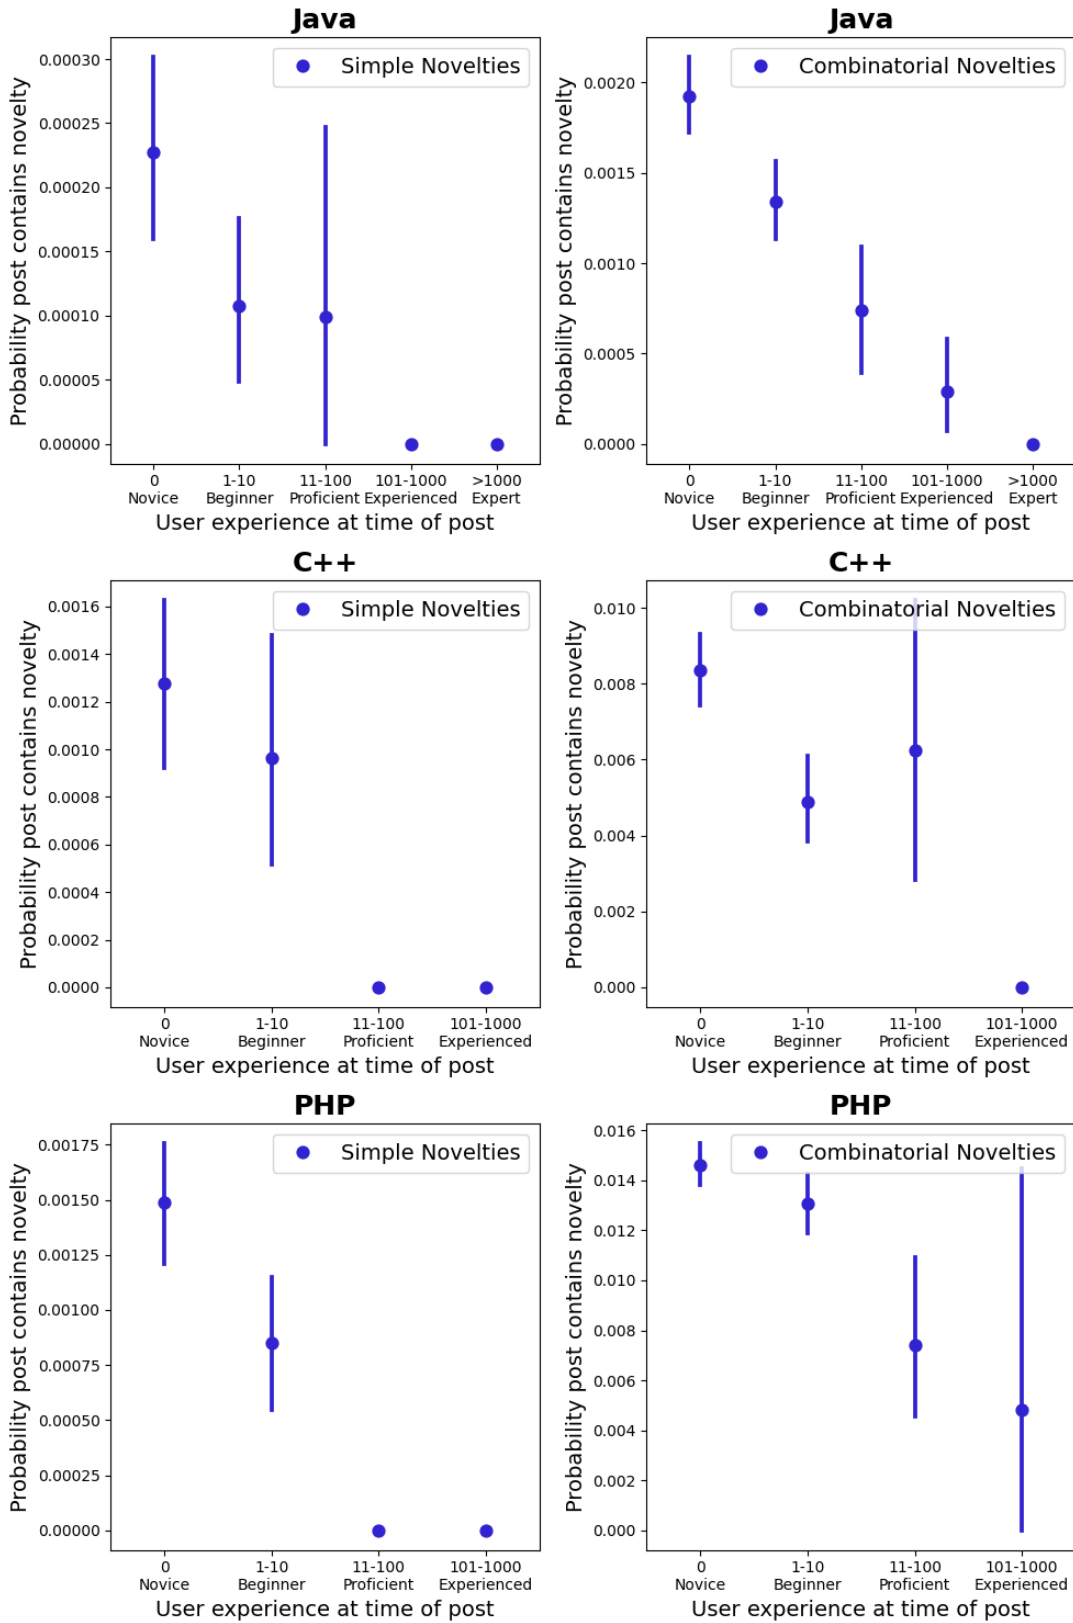 Java
Simple Novelties
Probability post contains novelty
0.00030
0.00025
0.00020
0.00015
0.00010
0.00005
0.00000
0 1-10 11-100 101-1000 >1000
Novice Beginner Proficient Experienced Expert
User experience at time of post
Java
Combinatorial Novelties
Probability post contains novelty
0.0020
0.0015
0.0010
0.0005
0.0000
0 1-10 11-100 101-1000 >1000
Novice Beginner Proficient Experienced Expert
User experience at time of post
C++
Simple Novelties
Probability post contains novelty
0.0016
0.0014
0.0012
0.0010
0.0008
0.0006
0.0004
0.0002
0.0000
0 1-10 11-100 101-1000
Novice Beginner Proficient Experienced
User experience at time of post
C++
Combinatorial Novelties
Probability post contains novelty
0.010
0.008
0.006
0.004
0.002
0.000
0 1-10 11-100 101-1000
Novice Beginner Proficient Experienced
User experience at time of post
PHP
Simple Novelties
Probability post contains novelty
0.00175
0.00150
0.00125
0.00100
0.00075
0.00050
0.00025
0.00000
0 1-10 11-100 101-1000
Novice Beginner Proficient Experienced
User experience at time of post
PHP
Combinatorial Novelties
Probability post contains novelty
0.016
0.014
0.012
0.010
0.008
0.006
0.004
0.002
0.000
0 1-10 11-100 101-1000
Novice Beginner Proficient Experienced
User experience at time of post